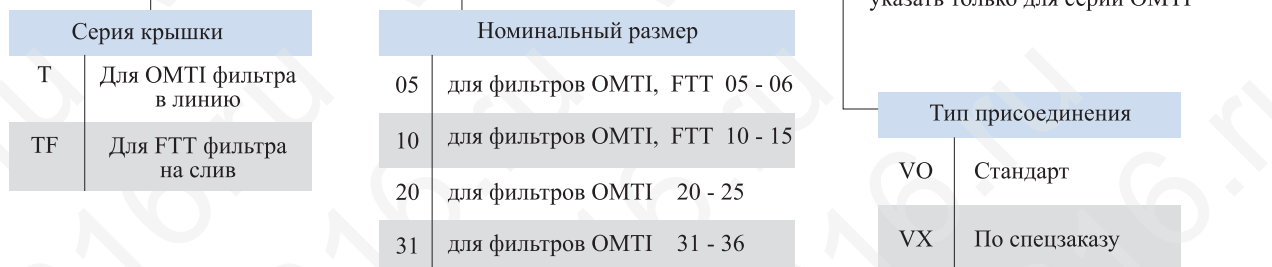 указать только для серии OMTI
Серия крышки
T Для OMTI фильтра
в линию
TF Для FTT фильтра
на слив
Номинальный размер
05 для фильтров OMTI, FTT 05 - 06
10 для фильтров OMTI, FTT 10 - 15
20 для фильтров OMTI 20 - 25
31 для фильтров OMTI 31 - 36
Тип присоединения
VO Стандарт
VX По спецзаказу